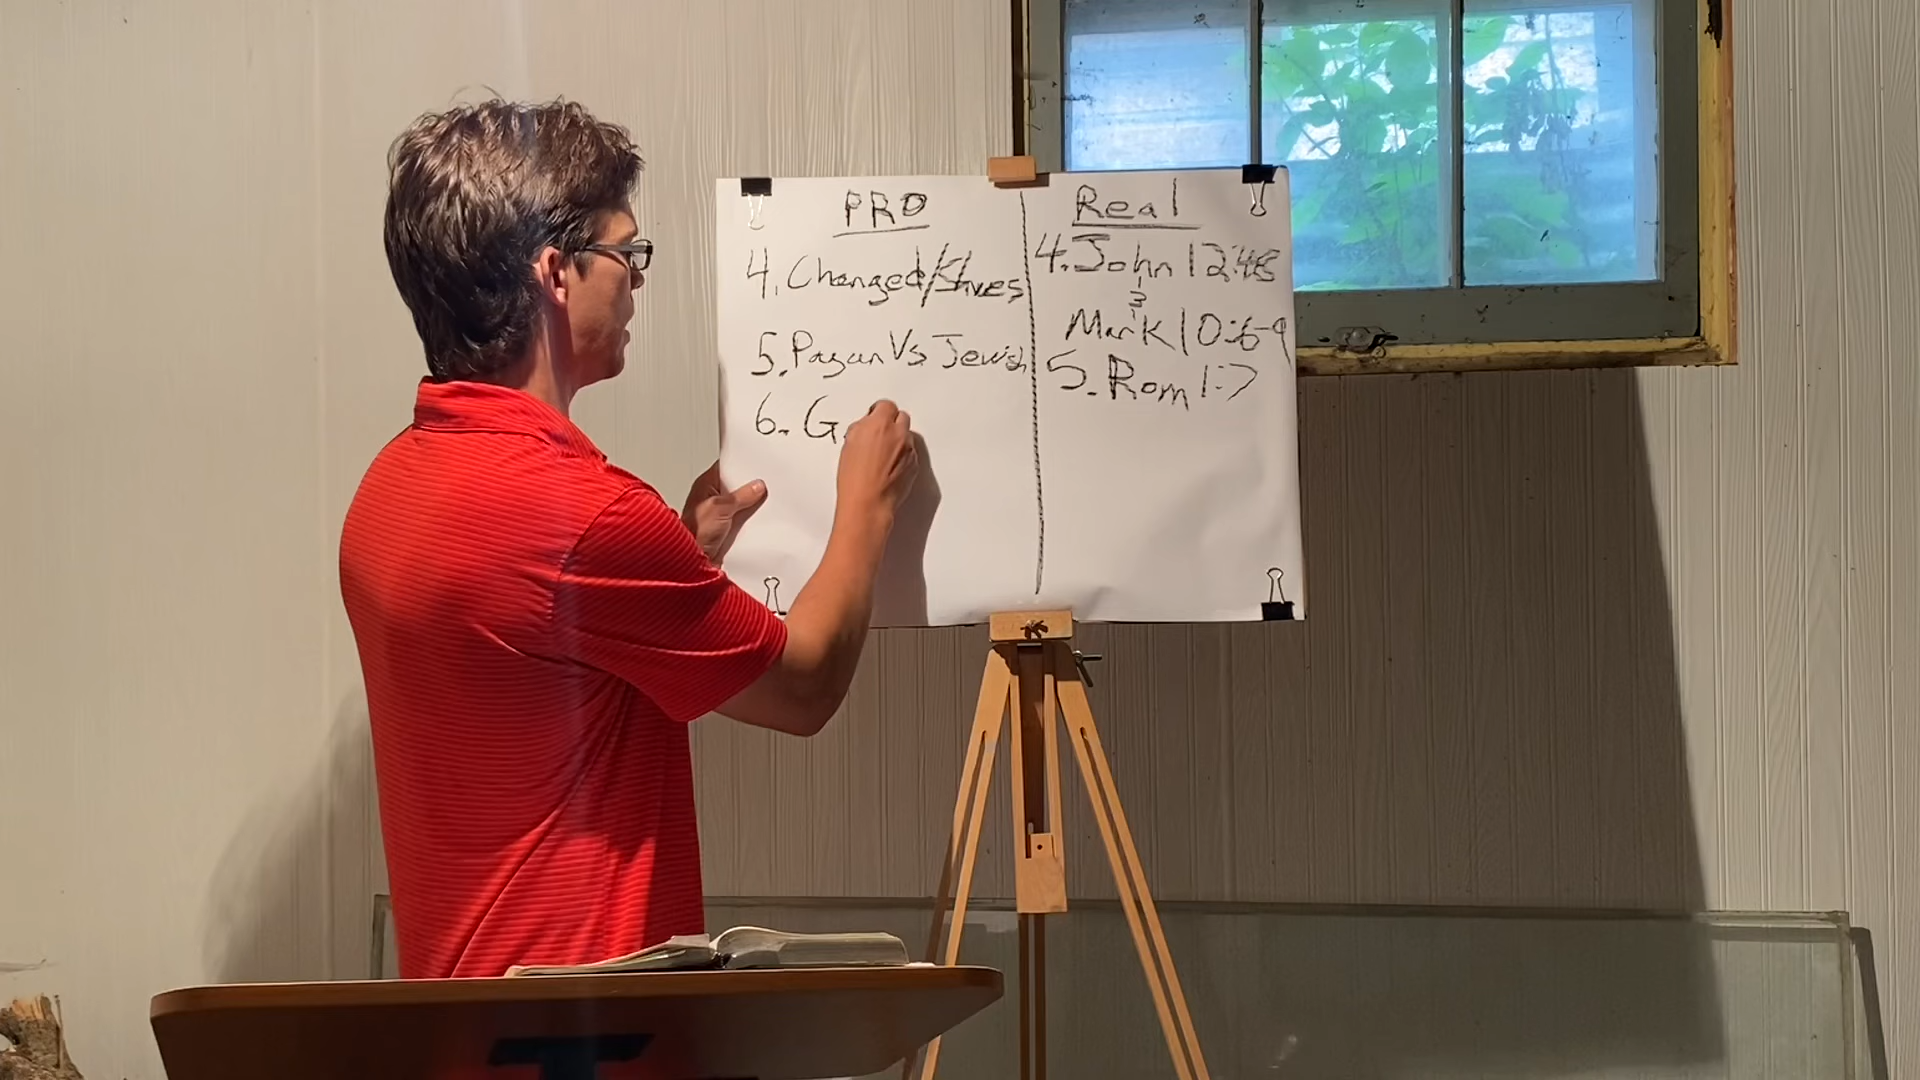 PRO
4. Changed/Slaves
5. Pagan Vs. Jewish
6. G
Real
4. John 12:48
&
Mark 10:6-9
5. Rom 1:7